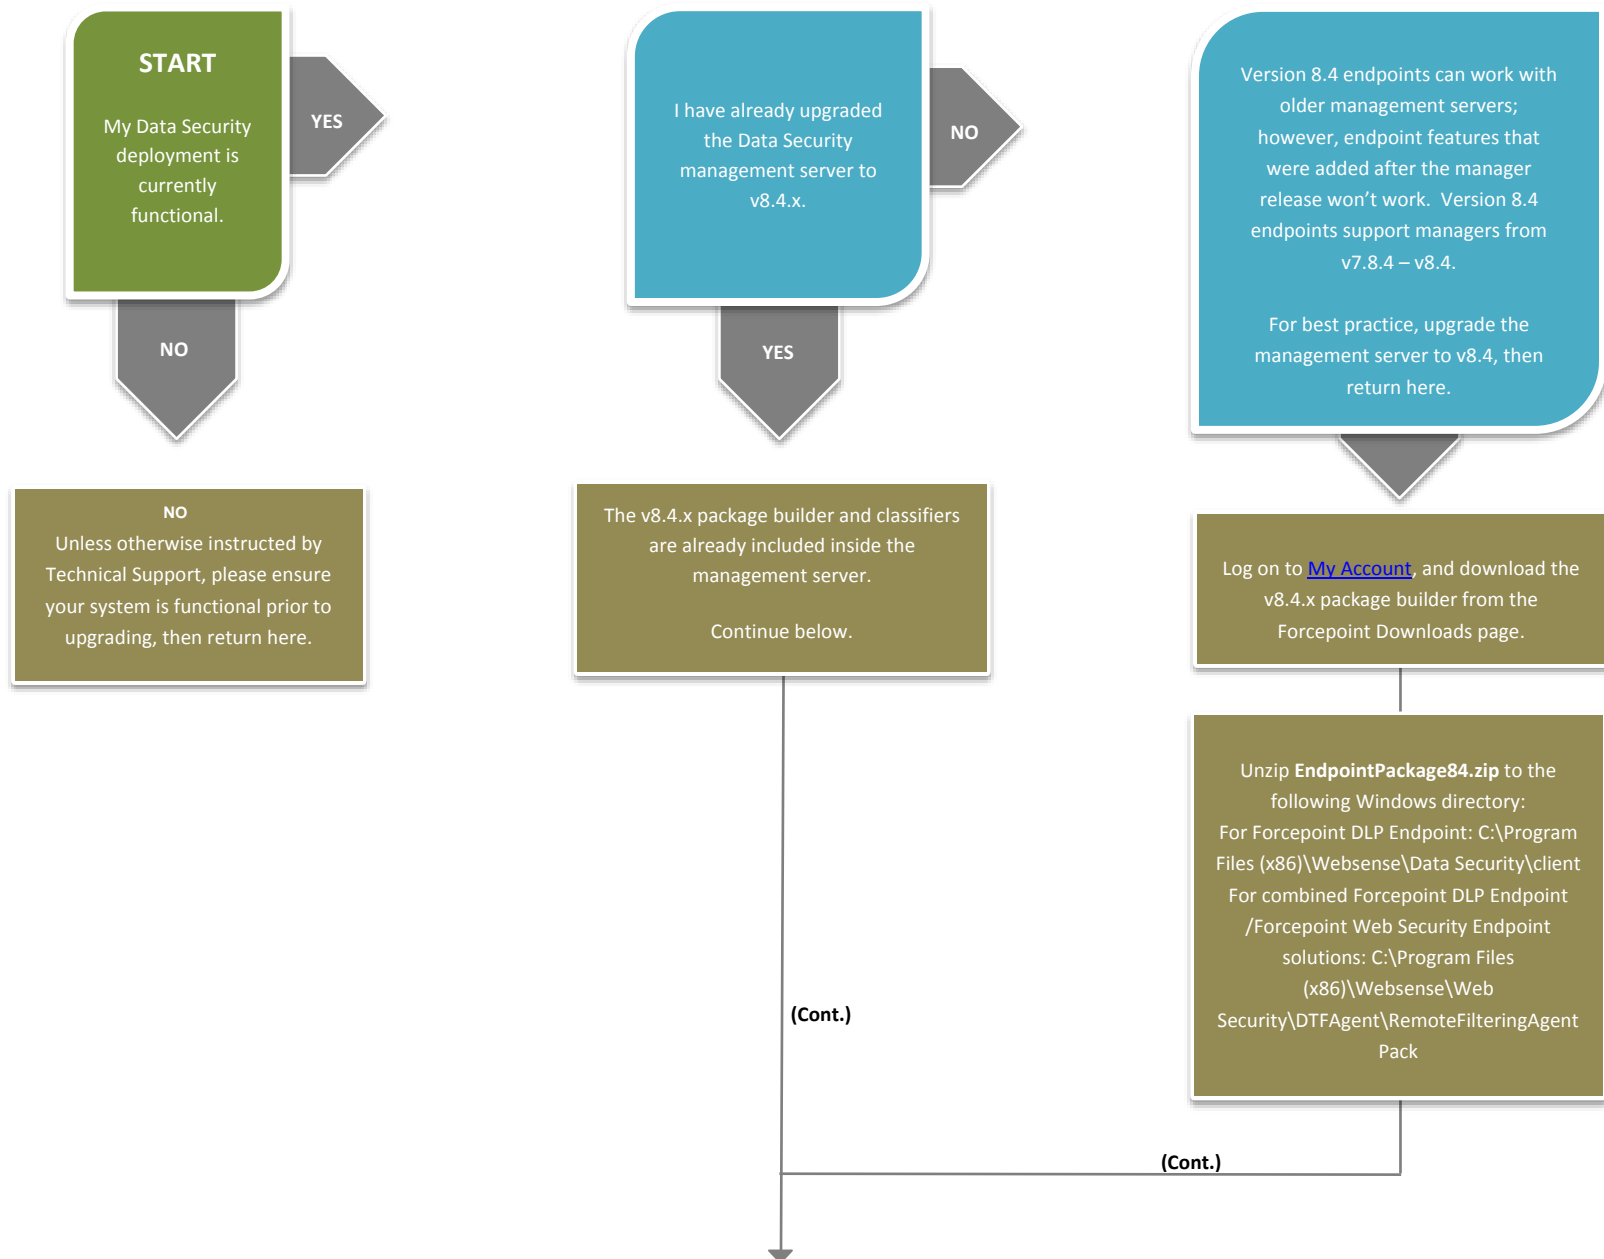 START
My Data Security
deployment is
currently
functional.
YES
NO
NO
Unless otherwise instructed by
Technical Support, please ensure
your system is functional prior to
upgrading, then return here.
I have already upgraded
the Data Security
management server to
v8.4.x.
NO
YES
The v8.4.x package builder and classifiers
are already included inside the
management server.
Continue below.
(Cont.)
Version 8.4 endpoints can work with
older management servers;
however, endpoint features that
were added after the manager
release won’t work.  Version 8.4
endpoints support managers from
v7.8.4 – v8.4.
For best practice, upgrade the
management server to v8.4, then
return here.
Log on to My Account, and download the
v8.4.x package builder from the
Forcepoint Downloads page.
Unzip EndpointPackage84.zip to the
following Windows directory:
For Forcepoint DLP Endpoint: C:\Program
Files (x86)\Websense\Data Security\client
For combined Forcepoint DLP Endpoint
/Forcepoint Web Security Endpoint
solutions: C:\Program Files
(x86)\Websense\Web
Security\DTFAgent\RemoteFilteringAgent
Pack
(Cont.)